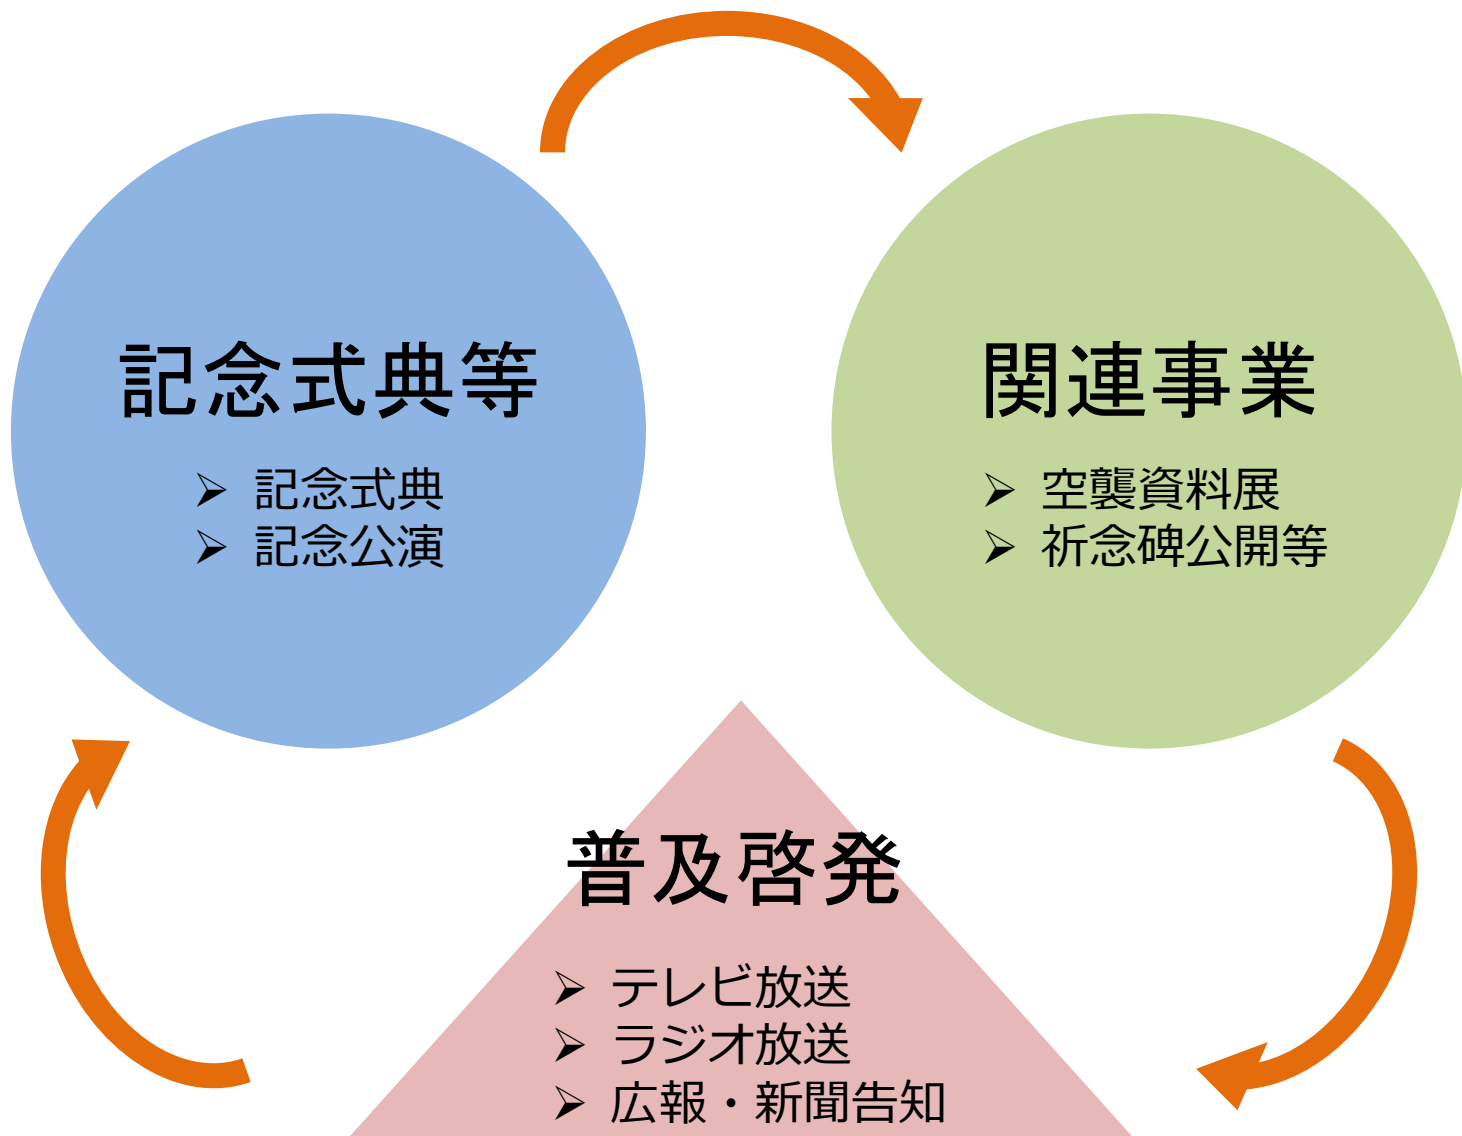 記念式典等
➢ 記念式典
➢ 記念公演
関連事業
➢ 空襲資料展
➢ 祈念碑公開等
普及啓発
➢ テレビ放送
➢ ラジオ放送
➢ 広報・新聞告知